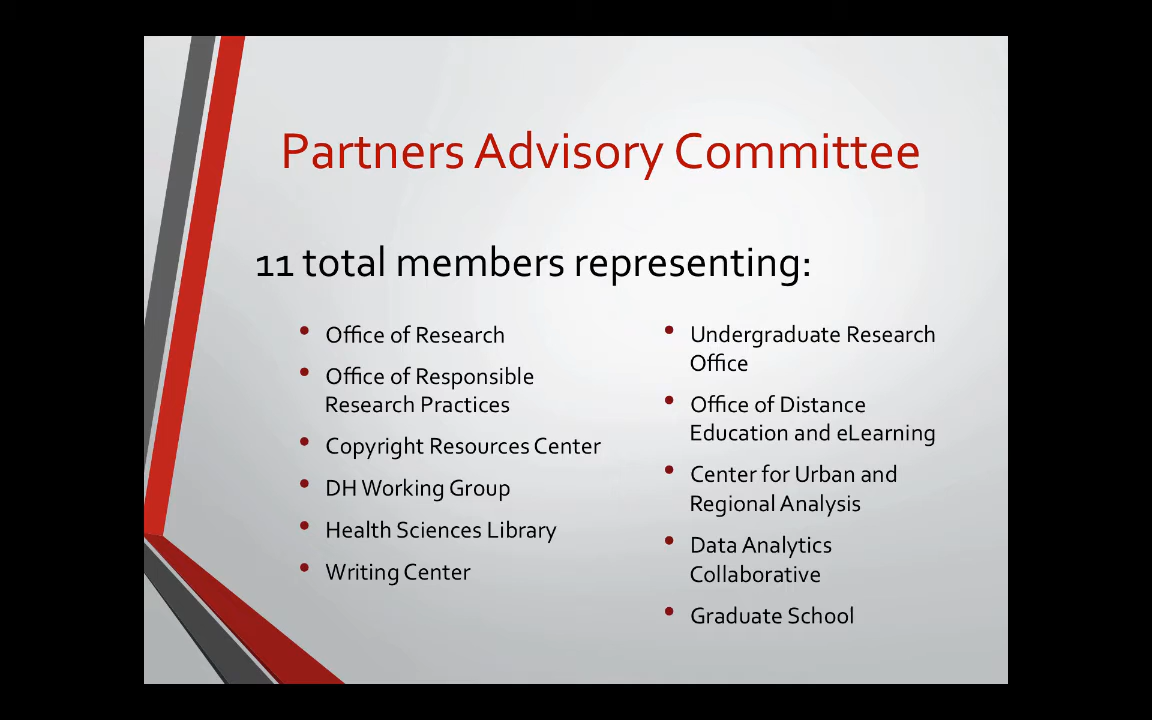 Partners Advisory Committee
11 total members representing:
• Office of Research
• Office of Responsible
Research Practices
• Copyright Resources Center
• DH Working Group
• Health Sciences Library
• Writing Center
• Undergraduate Research
Office
• Office of Distance
Education and eLearning
• Center for Urban and
Regional Analysis
• Data Analytics
Collaborative
• Graduate School